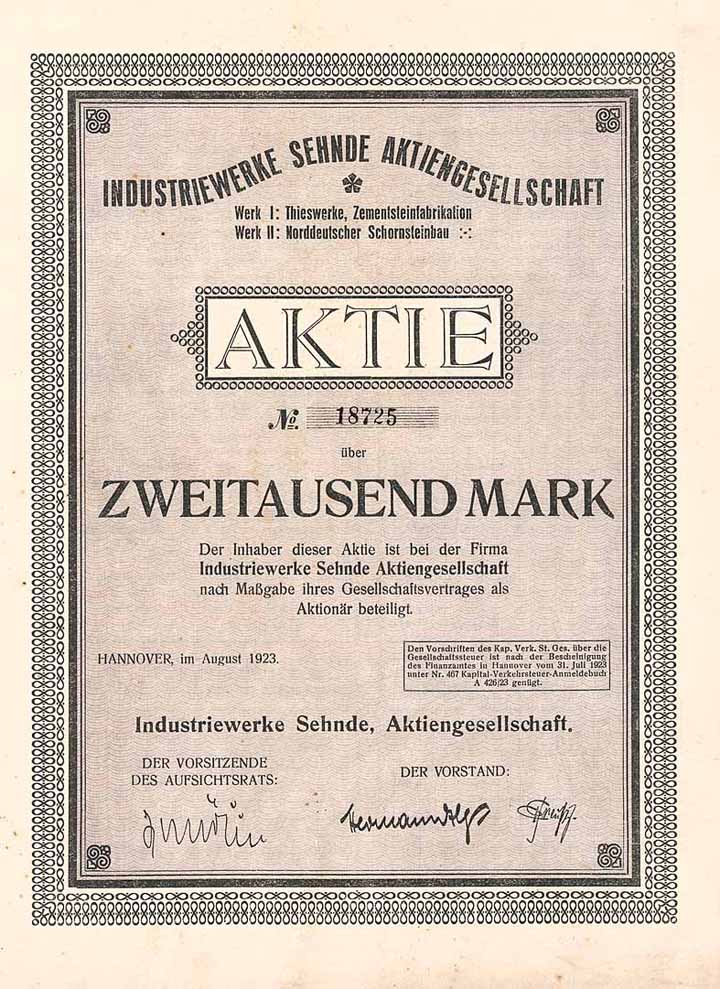 INDUSTRIEWERKE SEHNDE AKTIENGESELLSCHAFT
Werk I: Thieswerke, Zementsteinfabrikation
Werk II: Norddeutscher Schornsteinbau :-:
AKTIE
№. 18725
über
ZWEITAUSEND MARK
Der Inhaber dieser Aktie ist bei der Firma
Industriewerke Sehnde Aktiengesellschaft
nach Maßgabe ihres Gesellschaftsvertrages als
Aktionär beteiligt.
HANNOVER, im August 1923.
Den Vorschriften des Kap. Verk. St. Ges. über die
Gesellschaftssteuer ist nach der Bescheinigung
des Finanzamtes in Hannover vom 31. Juli 1923
unter Nr. 467 Kapital-Verkehrsteuer-Anmeldebuch
A 426/23 genügt.
Industriewerke Sehnde, Aktiengesellschaft.
DER VORSITZENDE
DES AUFSICHTSRATS:
DER VORSTAND: